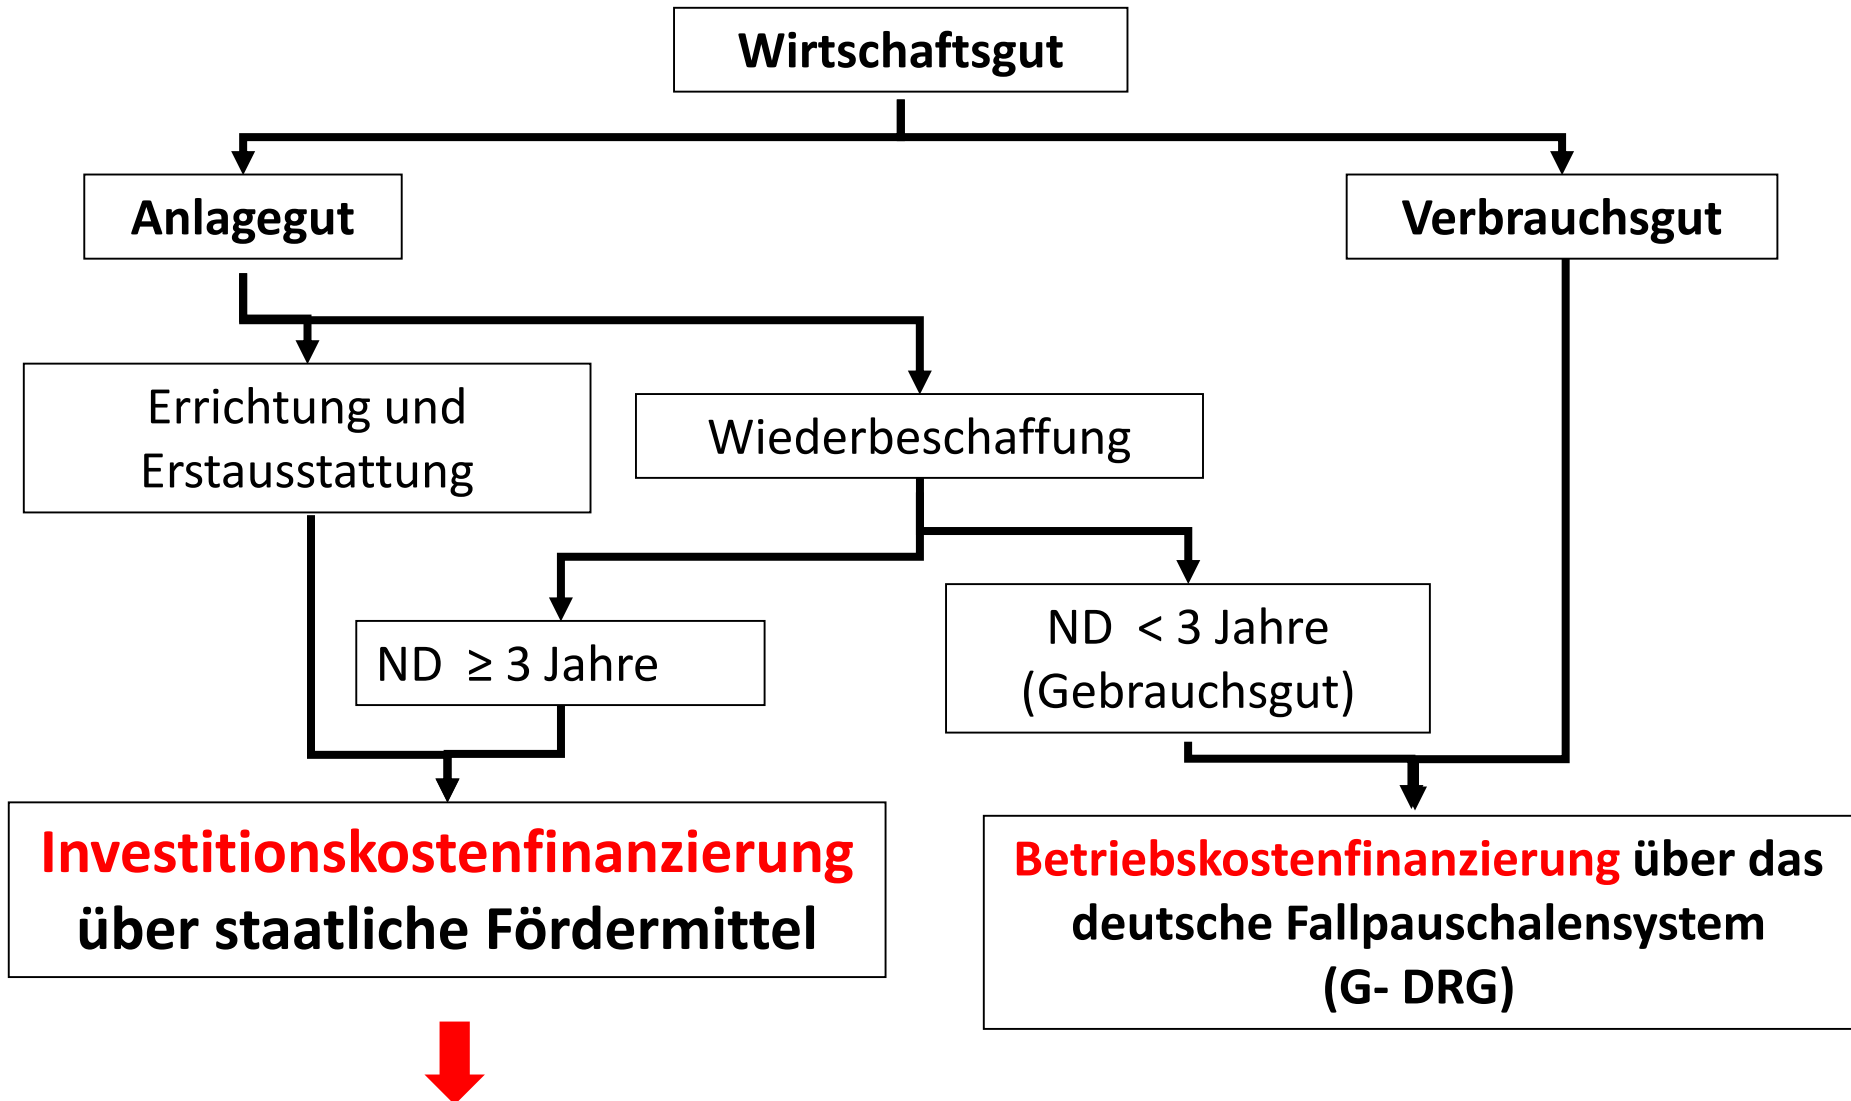 Wirtschaftsgut
Anlagegut
Verbrauchsgut
Errichtung und
Erstausstattung
Wiederbeschaffung
ND ≥ 3 Jahre
ND < 3 Jahre
(Gebrauchsgut)
Investitionskostenfinanzierung
über staatliche Fördermittel
Betriebskostenfinanzierung über das
deutsche Fallpauschalensystem
(G- DRG)